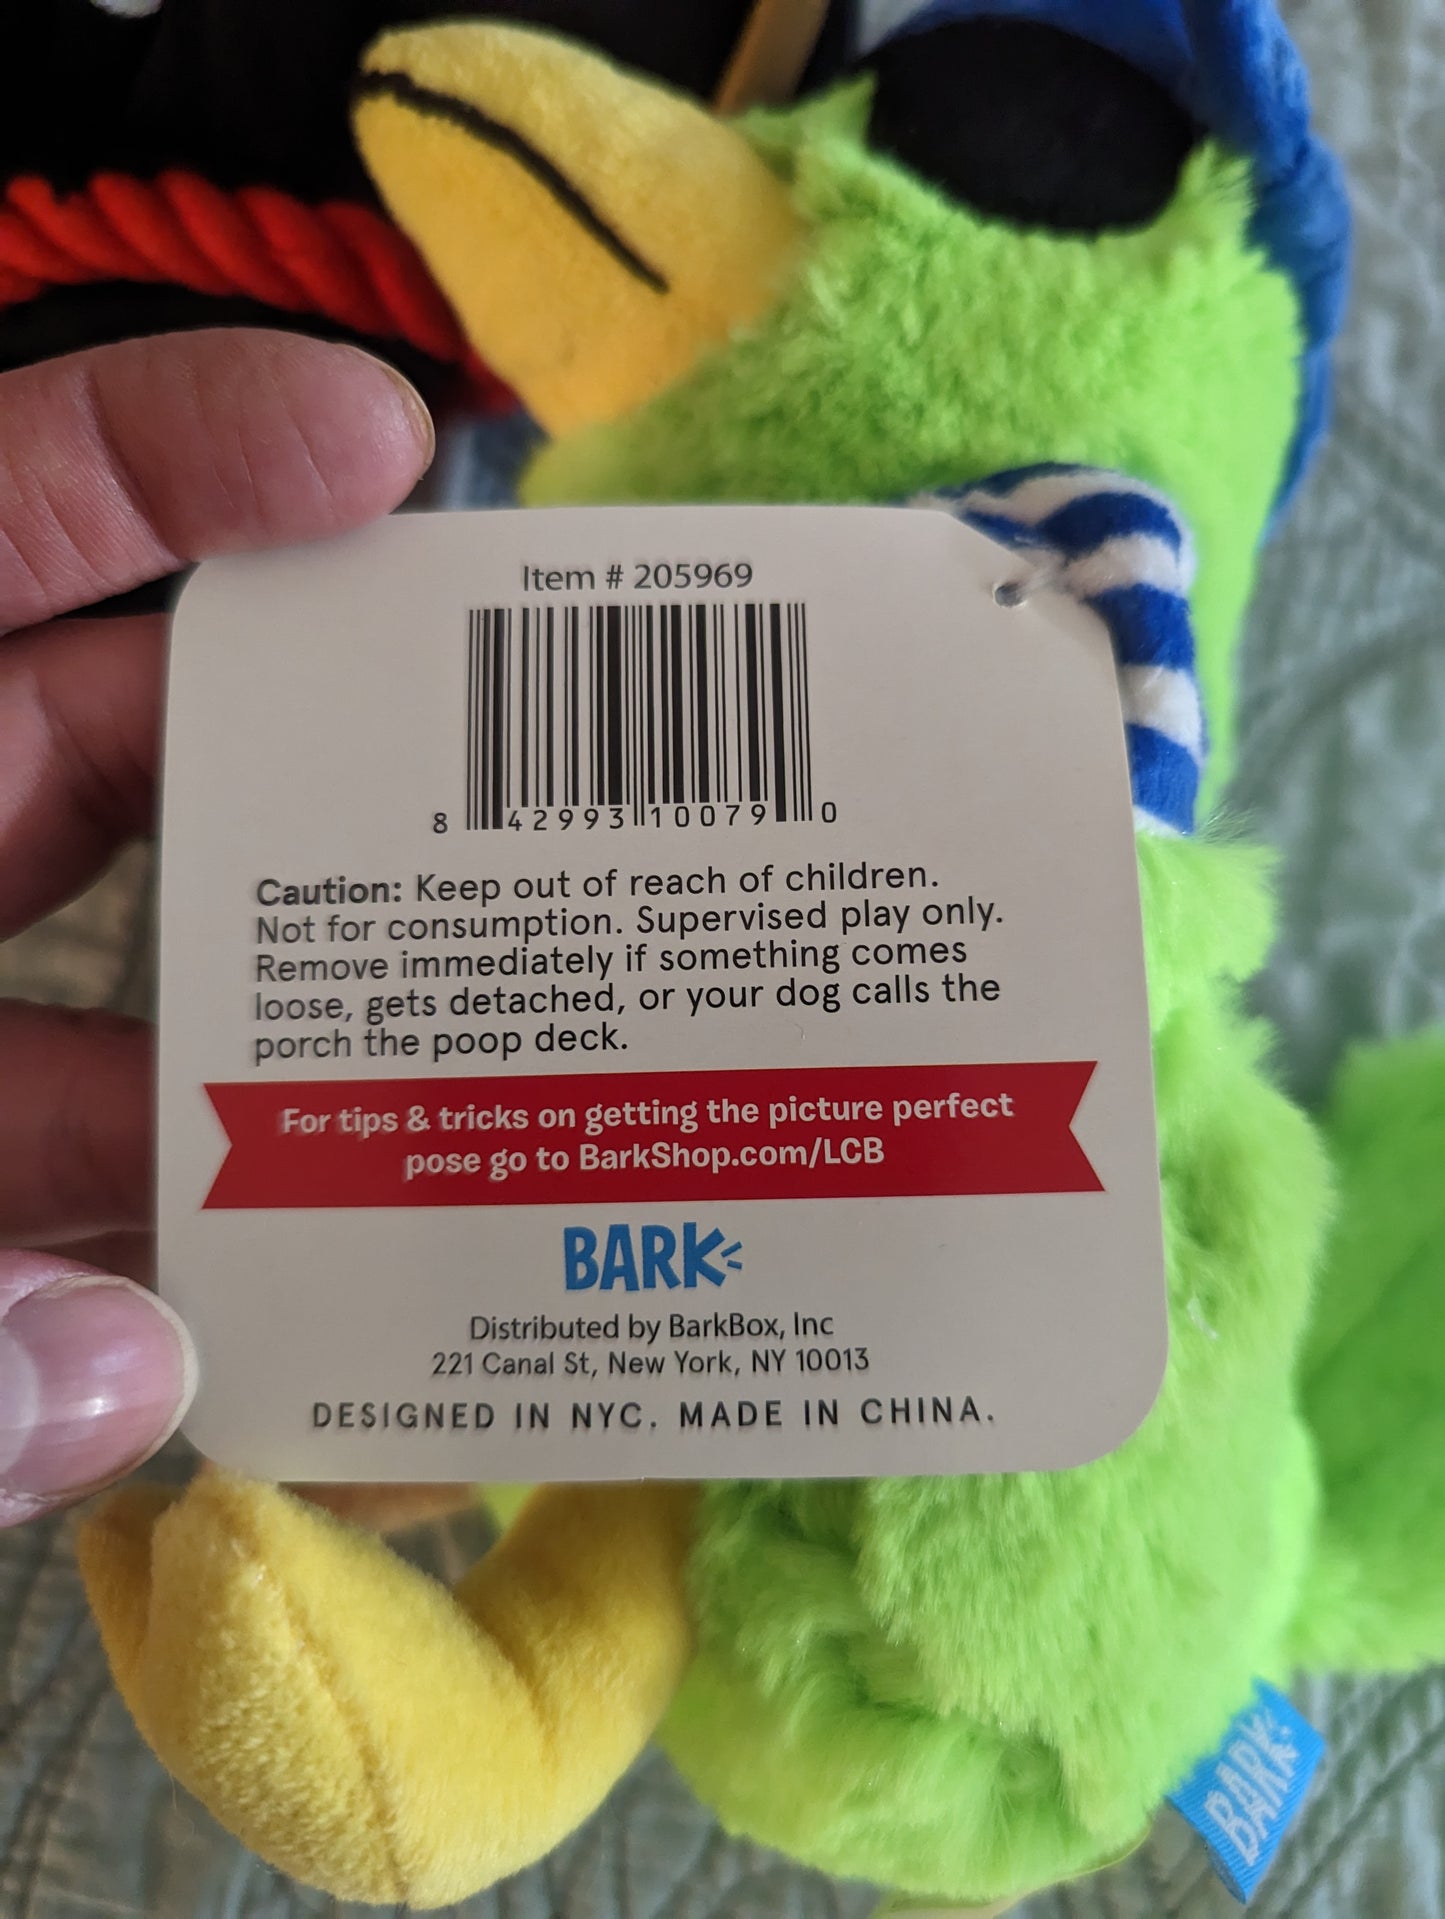 Item # 205969
8 42993 10079 0
Caution: Keep out of reach of children.
Not for consumption. Supervised play only.
Remove immediately if something comes
loose, gets detached, or your dog calls the
porch the poop deck.
For tips & tricks on getting the picture perfect
pose go to BarkShop.com/LCB
BARK
Distributed by BarkBox, Inc
221 Canal St, New York, NY 10013
DESIGNED IN NYC. MADE IN CHINA.
BARK